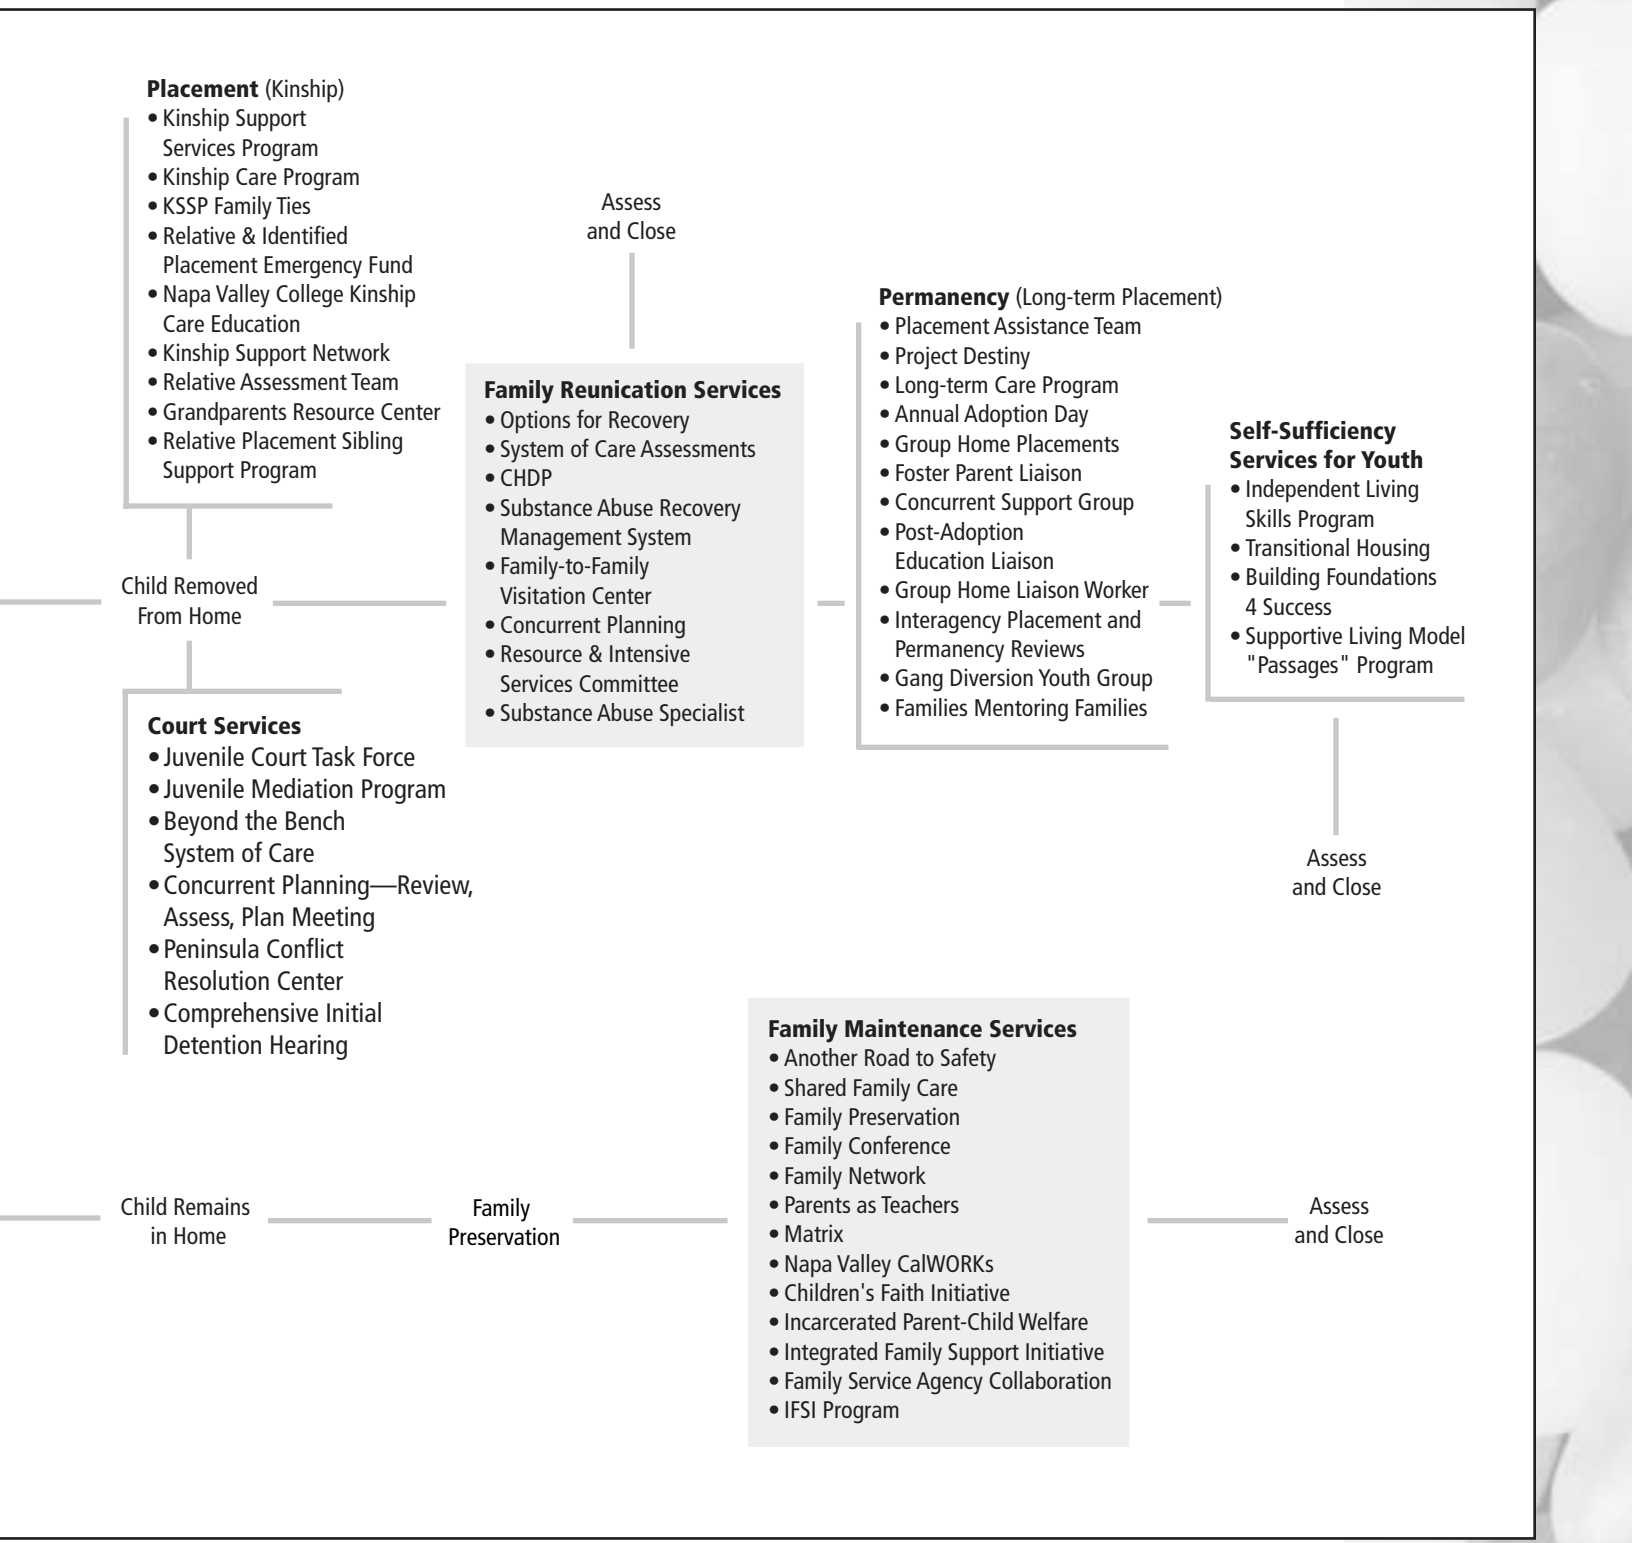 Placement (Kinship)
• Kinship Support
Services Program
• Kinship Care Program
• KSSP Family Ties
• Relative & Identified
Placement Emergency Fund
• Napa Valley College Kinship
Care Education
• Kinship Support Network
• Relative Assessment Team
• Grandparents Resource Center
• Relative Placement Sibling
Support Program
Child Removed
From Home
Court Services
• Juvenile Court Task Force
• Juvenile Mediation Program
• Beyond the Bench
System of Care
• Concurrent Planning—Review,
Assess, Plan Meeting
• Peninsula Conflict
Resolution Center
• Comprehensive Initial
Detention Hearing
Assess
and Close
Family Reunication Services
• Options for Recovery
• System of Care Assessments
• CHDP
• Substance Abuse Recovery
Management System
• Family-to-Family
Visitation Center
• Concurrent Planning
• Resource & Intensive
Services Committee
• Substance Abuse Specialist
Permanency (Long-term Placement)
• Placement Assistance Team
• Project Destiny
• Long-term Care Program
• Annual Adoption Day
• Group Home Placements
• Foster Parent Liaison
• Concurrent Support Group
• Post-Adoption
Education Liaison
• Group Home Liaison Worker
• Interagency Placement and
Permanency Reviews
• Gang Diversion Youth Group
• Families Mentoring Families
Self-Sufficiency
Services for Youth
• Independent Living
Skills Program
• Transitional Housing
• Building Foundations
4 Success
• Supportive Living Model
"Passages" Program
Assess
and Close
Child Remains
in Home
Family
Preservation
Family Maintenance Services
• Another Road to Safety
• Shared Family Care
• Family Preservation
• Family Conference
• Family Network
• Parents as Teachers
• Matrix
• Napa Valley CalWORKs
• Children's Faith Initiative
• Incarcerated Parent-Child Welfare
• Integrated Family Support Initiative
• Family Service Agency Collaboration
• IFSI Program
Assess
and Close